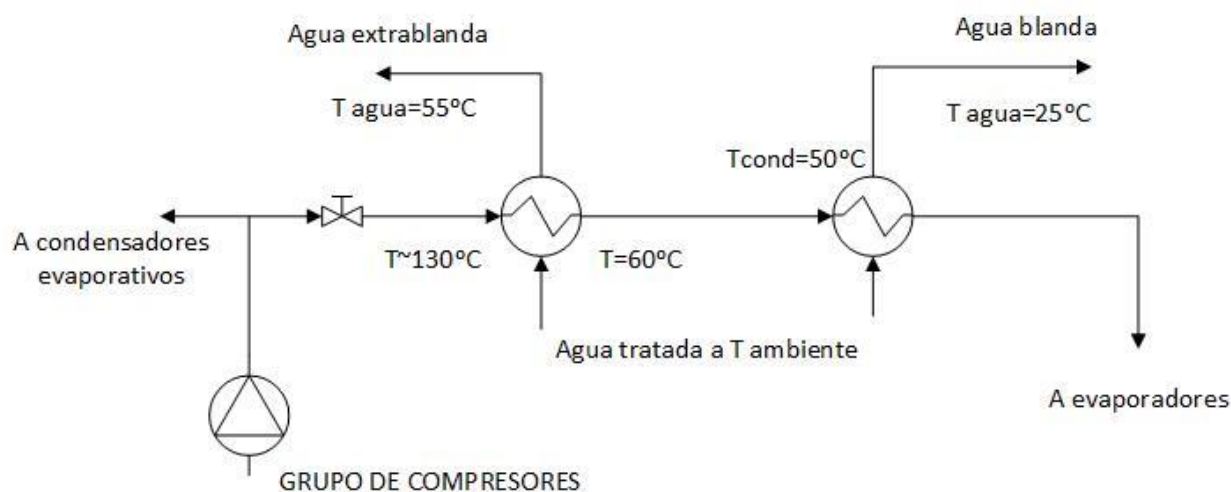 Agua extrablanda
Agua blanda
T agua=55ºC
T agua=25ºC
Tcond=50ºC
A condensadores
evaporativos
T~130ºC
T=60ºC
Agua tratada a T ambiente
A evaporadores
GRUPO DE COMPRESORES